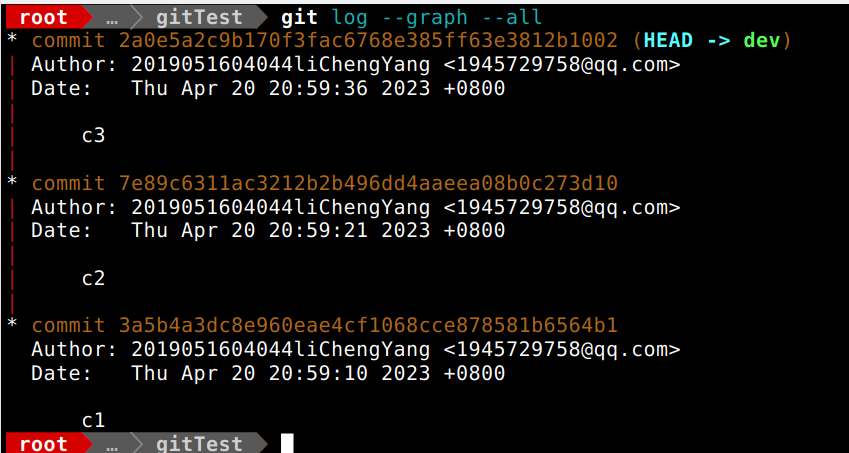 root … gitTest git log --graph --all
* commit 2a0e5a2c9b170f3fac6768e385ff63e3812b1002 (HEAD -> dev)
| Author: 2019051604044liChengYang <1945729758@qq.com>
| Date:   Thu Apr 20 20:59:36 2023 +0800
|
|     c3
|
* commit 7e89c6311ac3212b2b496dd4aaeea08b0c273d10
| Author: 2019051604044liChengYang <1945729758@qq.com>
| Date:   Thu Apr 20 20:59:21 2023 +0800
|
|     c2
|
* commit 3a5b4a3dc8e960eae4cf1068cce878581b6564b1
  Author: 2019051604044liChengYang <1945729758@qq.com>
  Date:   Thu Apr 20 20:59:10 2023 +0800

      c1
root … gitTest